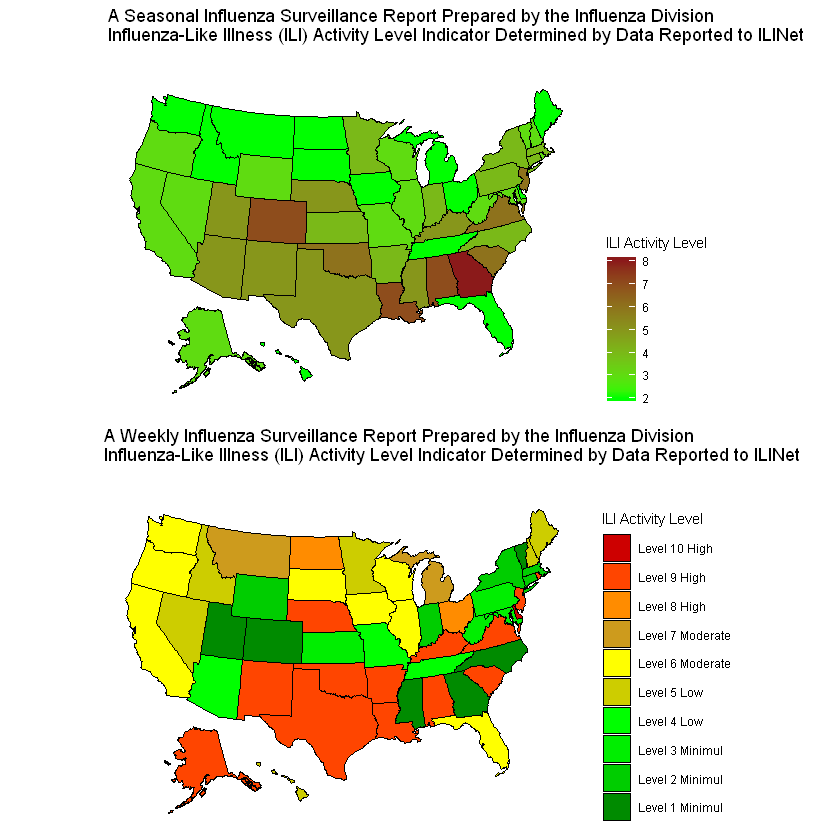 A Seasonal Influenza Surveillance Report Prepared by the Influenza Division
Influenza-Like Illness (ILI) Activity Level Indicator Determined by Data Reported to ILINet
ILI Activity Level
8
7
6
5
4
3
2
A Weekly Influenza Surveillance Report Prepared by the Influenza Division
Influenza-Like Illness (ILI) Activity Level Indicator Determined by Data Reported to ILINet
ILI Activity Level
Level 10 High
Level 9 High
Level 8 High
Level 7 Moderate
Level 6 Moderate
Level 5 Low
Level 4 Low
Level 3 Minimul
Level 2 Minimul
Level 1 Minimul